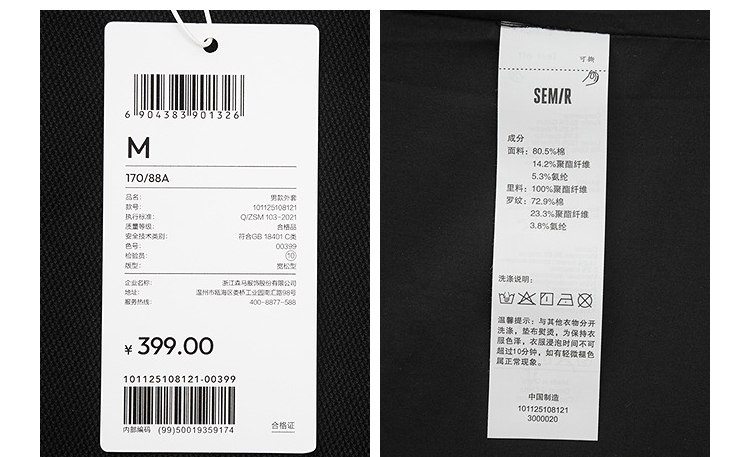 6 904383 901326
M
170/88A
品名: 男款外套
款号: 101125108121
执行标准: Q/ZSM 103-2021
质量等级: 合格品
安全技术类别: 符合GB 18401 C类
色号: 00399
检验员: 10
版型: 宽松型
企业名称: 浙江森马服饰股份有限公司
地址: 温州市瓯海区娄桥工业园南汇路98号
服务热线: 400-8877-588
¥ 399.00
101125108121-00399
内部编码 (99)50019359174
合格证
可撕
SEMIR
成分
面料: 80.5%棉
14.2%聚酯纤维
5.3%氨纶
里料: 100%聚酯纤维
罗纹: 72.9%棉
23.3%聚酯纤维
3.8%氨纶
洗涤说明:
温馨提示: 与其他衣物分开
洗涤, 垫布熨烫, 为保持衣
服色泽, 衣服浸泡时间不可
超过10分钟, 如有轻微褪色
属正常现象。
中国制造
101125108121
3000020